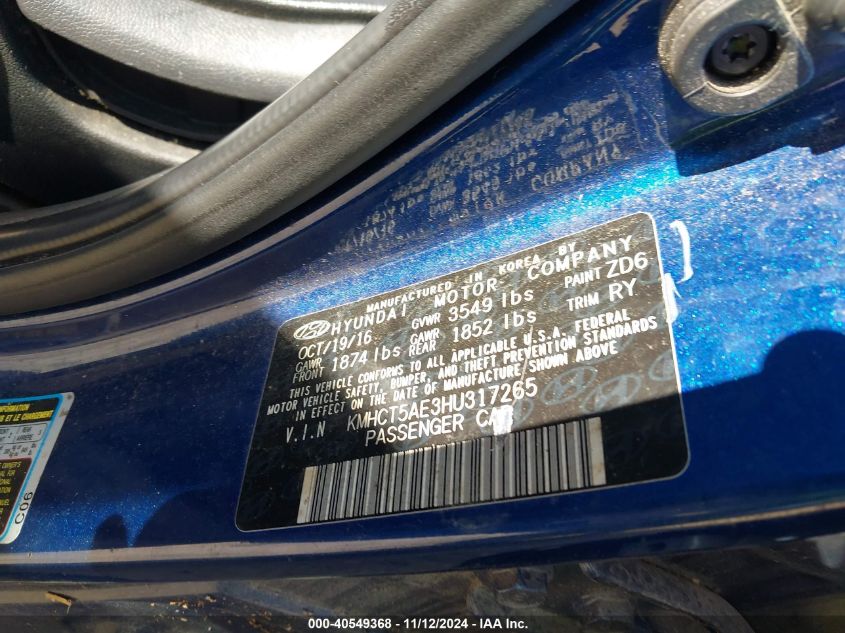 MANUFACTURED IN KOREA BY
HYUNDAI MOTOR COMPANY
OCT/19/16 GVWR 3549 lbs PAINT ZD6
GAWR FRONT 1874 lbs GAWR REAR 1852 lbs TRIM RY
THIS VEHICLE CONFORMS TO ALL APPLICABLE U.S.A. FEDERAL
MOTOR VEHICLE SAFETY, BUMPER, AND THEFT PREVENTION STANDARDS
IN EFFECT ON THE DATE OF MANUFACTURE/SHOWN ABOVE
V.I.N KMHCT5AE3HU317265
PASSENGER CAR
LE CHARGEMENT
C06
000-40549368 - 11/12/2024 - IAA Inc.